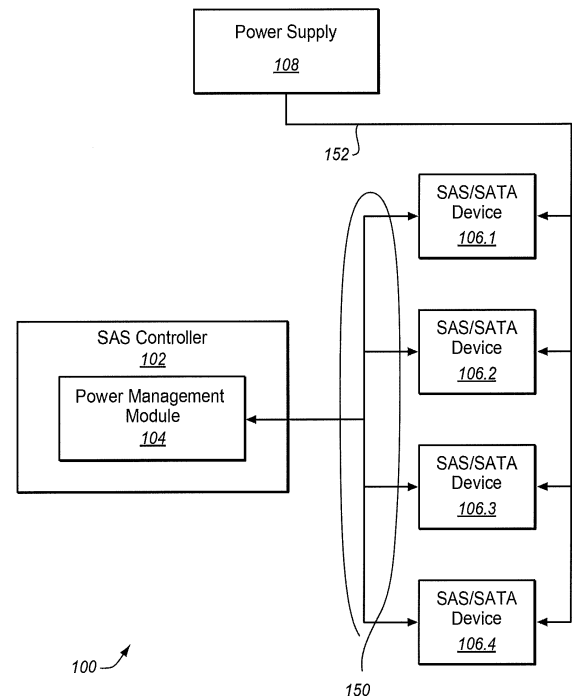 Power Supply
108
152
SAS/SATA
Device
106.1
SAS/SATA
Device
106.2
SAS Controller
102
Power Management
Module
104
SAS/SATA
Device
106.3
SAS/SATA
Device
106.4
100
150